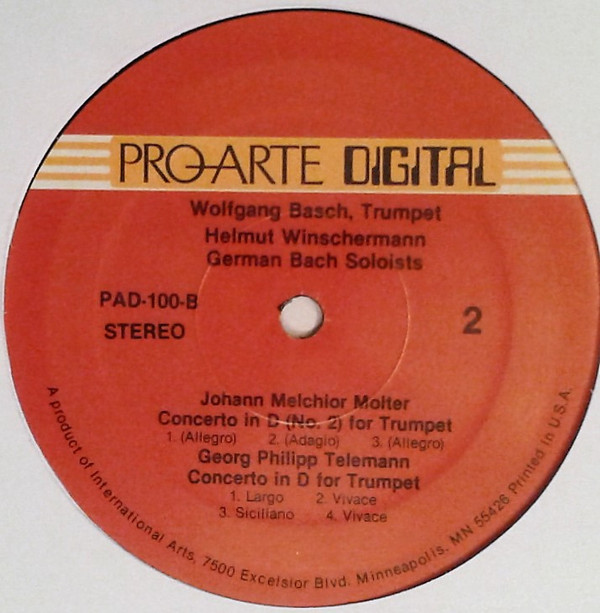 PRO-ARTE DIGITAL
Wolfgang Basch, Trumpet
Helmut Winschermann
German Bach Soloists
PAD-100-B
STEREO
2
Johann Melchior Molter
Concerto in D (No. 2) for Trumpet
1. (Allegro) 2. (Adagio) 3. (Allegro)
Georg Philipp Telemann
Concerto in D for Trumpet
1. Largo 2. Vivace
3. Siciliano 4. Vivace
A product of International Arts, 7500 Excelsior Blvd. Minneapolis, MN 55426 Printed in U.S.A.